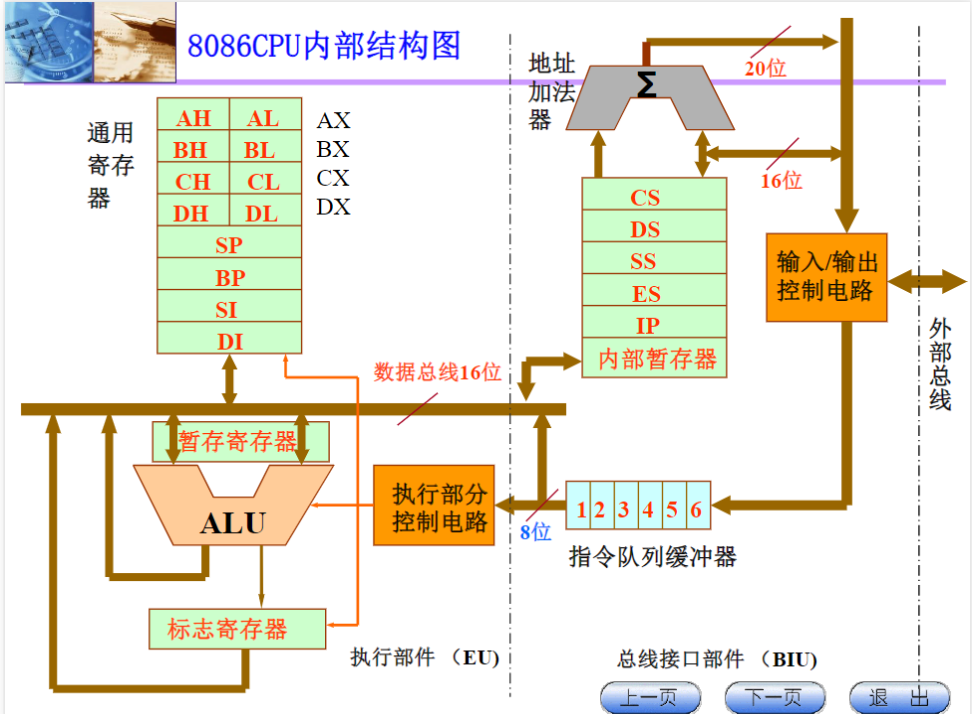 8086CPU内部结构图
通用
寄存
器
AH AL AX
BH BL BX
CH CL CX
DH DL DX
SP
BP
SI
DI
数据总线16位
暂存寄存器
ALU
执行部分
控制电路
标志寄存器
执行部件 （EU)
地址
加法
器
Σ
20位
16位
CS
DS
SS
ES
IP
内部暂存器
输入/输出
控制电路
外部总线
8位
1 2 3 4 5 6
指令队列缓冲器
总线接口部件 （BIU)
上一页 下一页 退 出